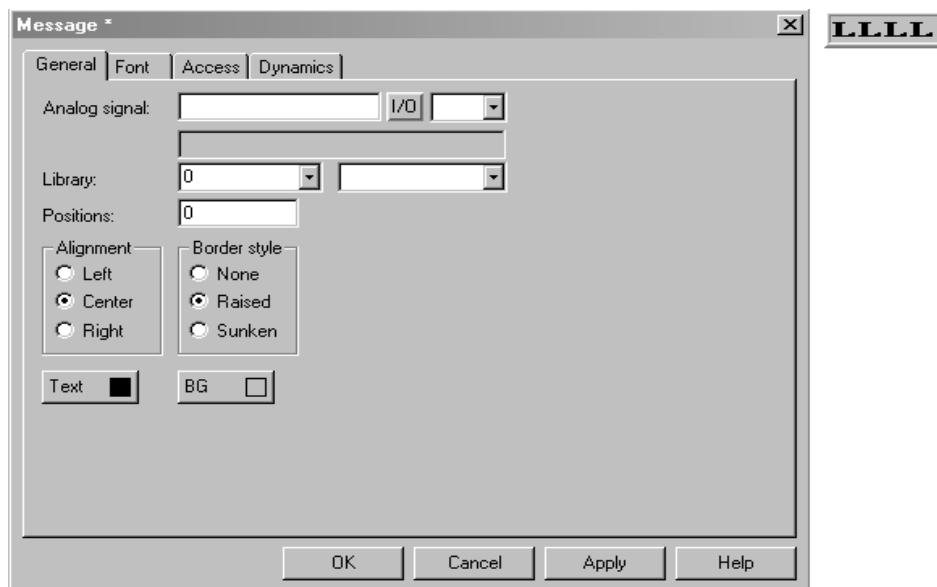 Message *
LLLL
General Font Access Dynamics
Analog signal: I/O
Library: 0
Positions: 0
Alignment Border style
Left None
Center Raised
Right Sunken
Text BG
OK Cancel Apply Help